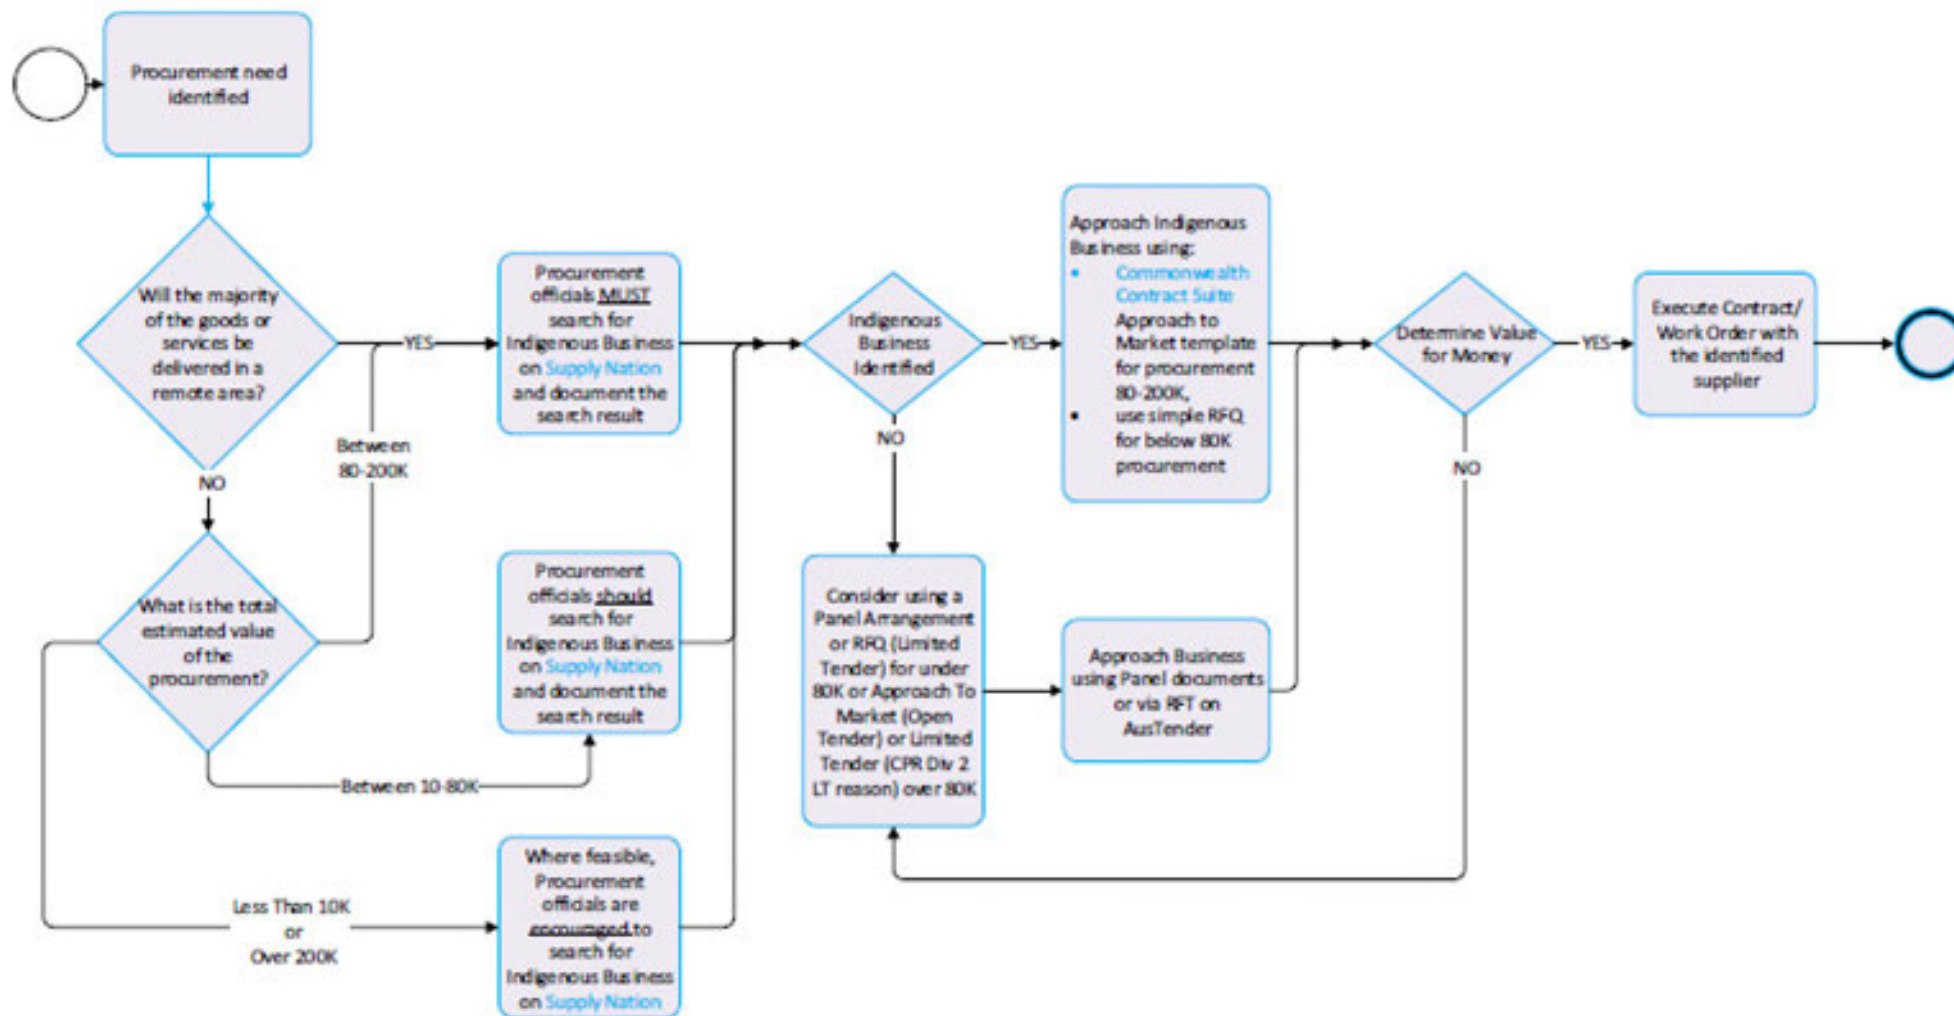 Procurement need
identified
Will the majority
of the goods or
services be
delivered in a
remote area?
YES
NO
Between
80-200K
What is the total
estimated value
of the
procurement?
Between 10-80K
Less Than 10K
or
Over 200K
Procurement
officials MUST
search for
Indigenous Business
on Supply Nation
and document the
search result
Procurement
officials should
search for
Indigenous Business
on Supply Nation
and document the
search result
Where feasible,
Procurement
officials are
encouraged to
search for
Indigenous Business
on Supply Nation
Indigenous
Business
Identified
YES
NO
Approach Indigenous
Business using:
• Commonwealth
Contract Suite
Approach to
Market template
for procurement
80-200K,
• use simple RFQ
for below 80K
procurement
Consider using a
Panel Arrangement
or RFQ (Limited
Tender) for under
80K or Approach To
Market (Open
Tender) or Limited
Tender (CPR Div 2
LT reason) over 80K
Approach Business
using Panel documents
or via RFT on
AusTender
Determine Value
for Money
YES
NO
Execute Contract/
Work Order with
the identified
supplier